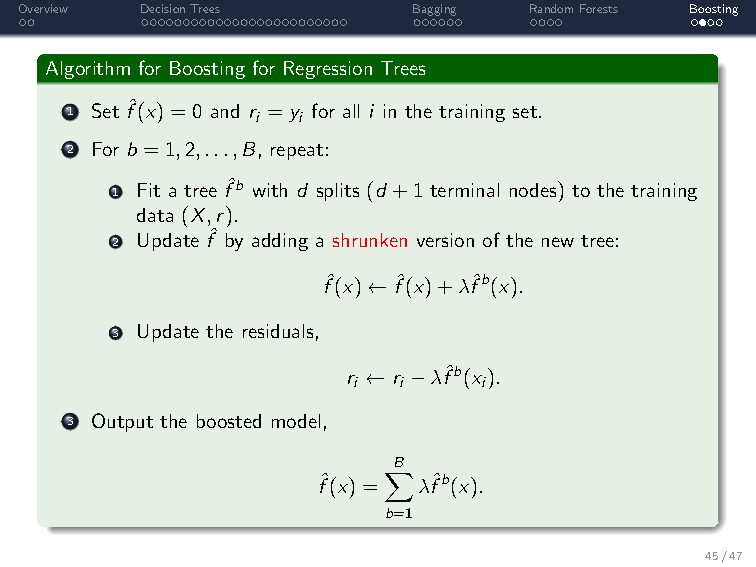 Overview Decision Trees Bagging Random Forests Boosting
Algorithm for Boosting for Regression Trees
1 Set f̂(x) = 0 and rᵢ = yᵢ for all i in the training set.
2 For b = 1, 2, . . . , B, repeat:
1 Fit a tree f̂ᵇ with d splits (d + 1 terminal nodes) to the training
data (X, r).
2 Update f̂ by adding a shrunken version of the new tree:
f̂(x) ← f̂(x) + λf̂ᵇ(x).
3 Update the residuals,
rᵢ ← rᵢ − λf̂ᵇ(xᵢ).
3 Output the boosted model,
B
f̂(x) = ∑ λf̂ᵇ(x).
b=1
45 / 47